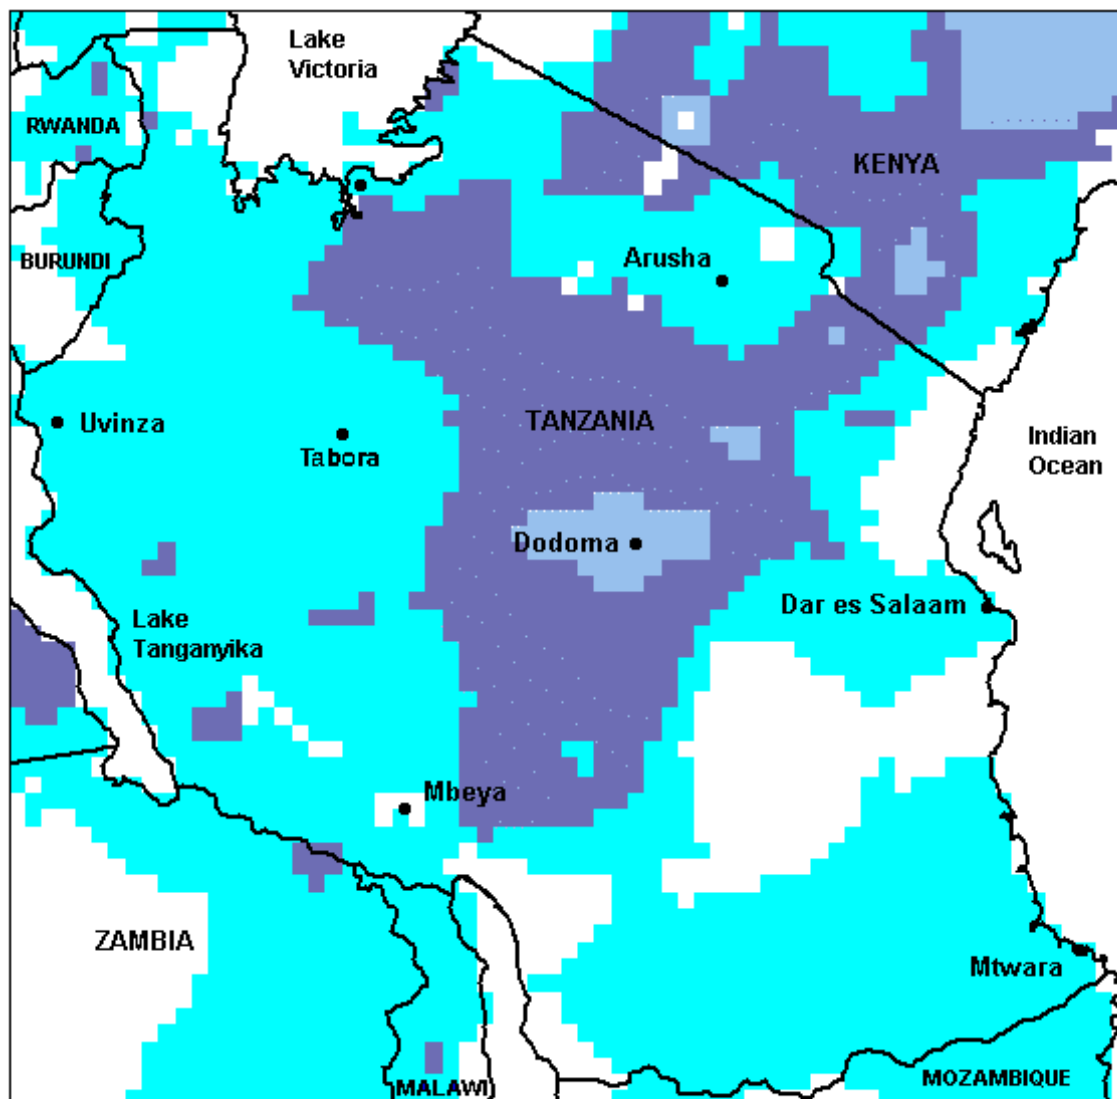 Lake
Victoria
RWANDA
KENYA
BURUNDI
Arusha
Uvinza
TANZANIA
Tabora
Indian
Ocean
Dodoma
Dar es Salaam
Lake
Tanganyika
Mbeya
ZAMBIA
Mtwara
MALAWI
MOZAMBIQUE